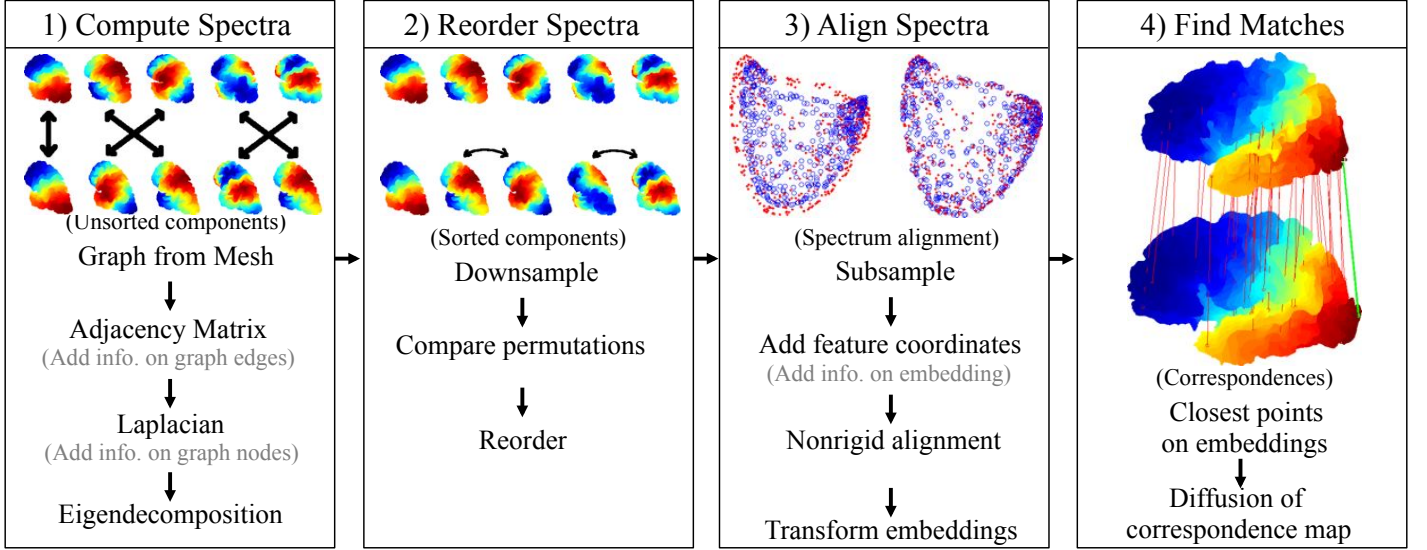 1) Compute Spectra
(Unsorted components)
Graph from Mesh
Adjacency Matrix
(Add info. on graph edges)
Laplacian
(Add info. on graph nodes)
Eigendecomposition
2) Reorder Spectra
(Sorted components)
Downsample
Compare permutations
Reorder
3) Align Spectra
(Spectrum alignment)
Subsample
Add feature coordinates
(Add info. on embedding)
Nonrigid alignment
Transform embeddings
4) Find Matches
(Correspondences)
Closest points
on embeddings
Diffusion of
correspondence map